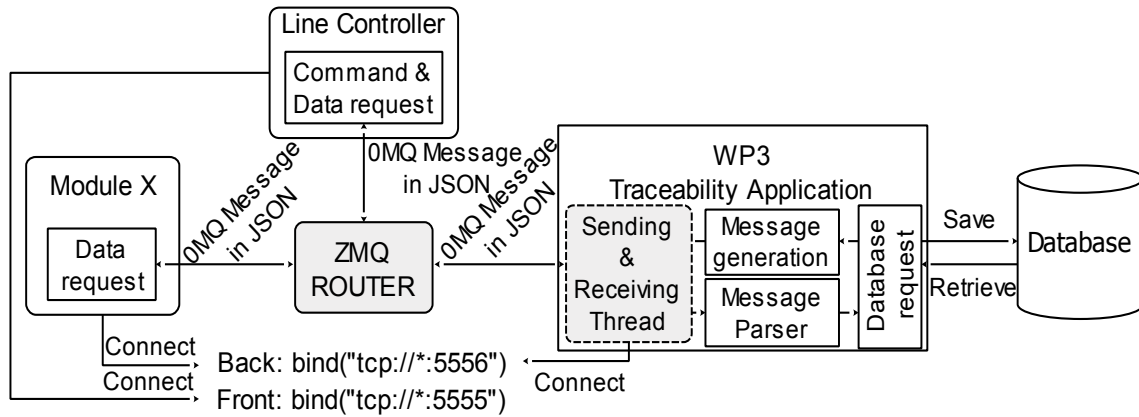 Line Controller
Command &
Data request
0MQ Message
in JSON
Module X
Data
request
0MQ Message
in JSON
ZMQ
ROUTER
0MQ Message
in JSON
WP3
Traceability Application
Sending
&
Receiving
Thread
Message
generation
Message
Parser
Database
request
Save
Retrieve
Database
Connect
Back: bind("tcp://*:5556")
Connect
Connect
Front: bind("tcp://*:5555")